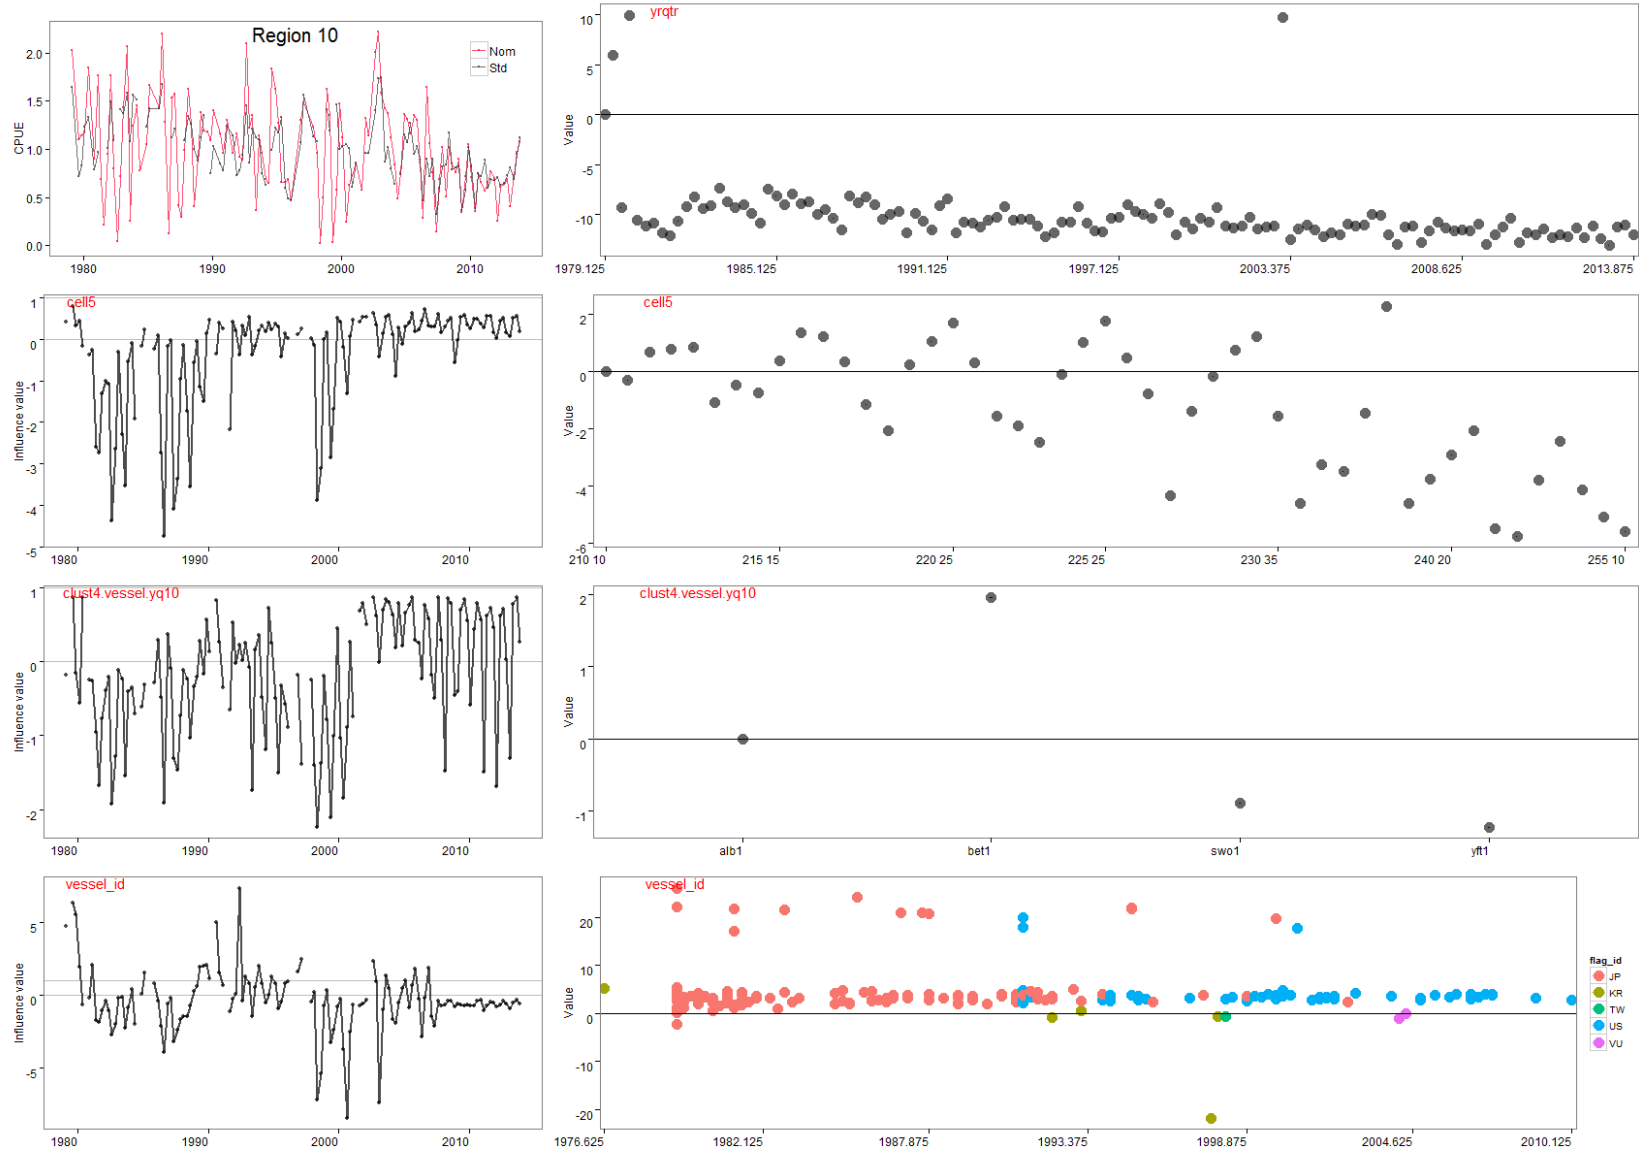 Region 10
Nom
Std
CPUE
2.0
1.5
1.0
0.5
0.0
1980
1990
2000
2010
yrqtr
Value
10
5
0
-5
-10
1979.125
1985.125
1991.125
1997.125
2003.375
2008.625
2013.875
cell5
Influence value
1
0
-1
-2
-3
-4
-5
1980
1990
2000
2010
cell5
Value
2
0
-2
-4
-6
210 10
215 15
220 25
225 25
230 35
240 20
255 10
clust4.vessel.yq10
Influence value
1
0
-1
-2
1980
1990
2000
2010
clust4.vessel.yq10
Value
2
1
0
-1
alb1
bet1
swo1
yft1
vessel_id
Influence value
5
0
-5
1980
1990
2000
2010
vessel_id
Value
20
10
0
-10
-20
1976.625
1982.125
1987.875
1993.375
1998.875
2004.625
2010.125
flag_id
JP
KR
TW
US
VU